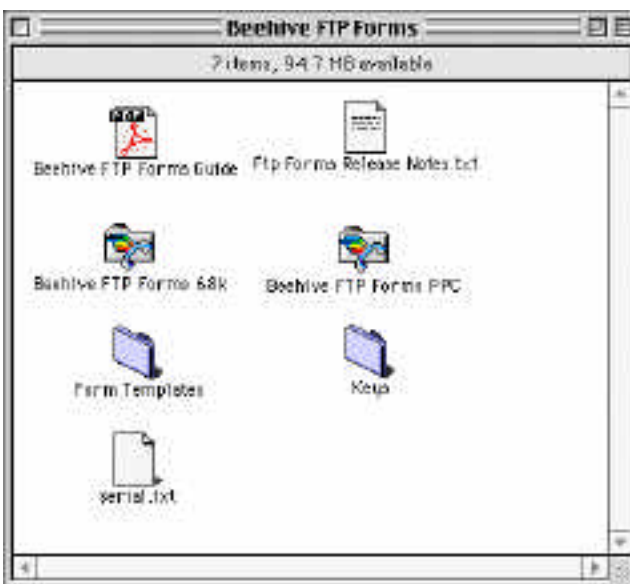 Beehive FTP Forms
7 items, 94.7 MB available
PDF
Beehive FTP Forms Guide
Ftp Forms Release Notes.txt
Beehive FTP Forms 68k
Beehive FTP Forms PPC
Form Templates
Keys
serial.txt